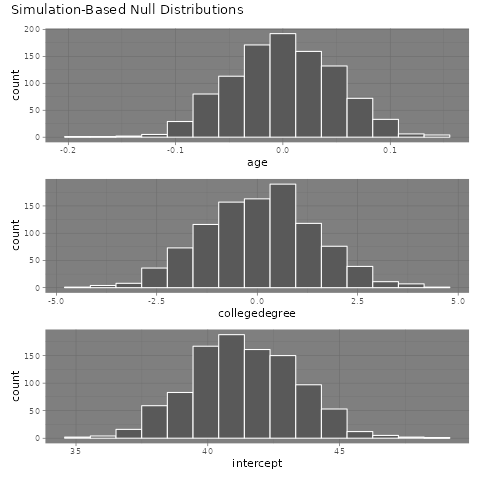 Simulation-Based Null Distributions
count
200
150
100
50
0
-0.2 -0.1 0.0 0.1
age
count
150
100
50
0
-5.0 -2.5 0.0 2.5 5.0
collegedegree
count
150
100
50
0
35 40 45
intercept